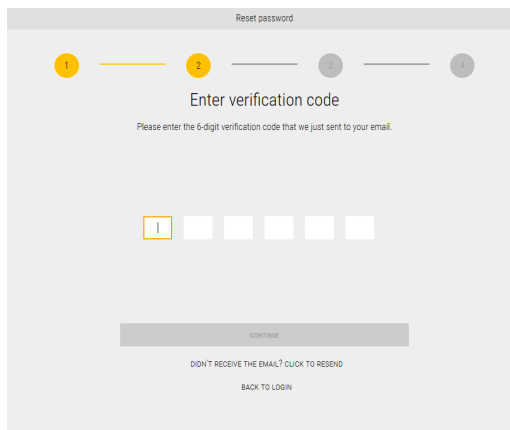 Reset password
1 2 3 4
Enter verification code
Please enter the 6-digit verification code that we just sent to your email.
CONTINUE
DIDN'T RECEIVE THE EMAIL? CLICK TO RESEND
BACK TO LOGIN